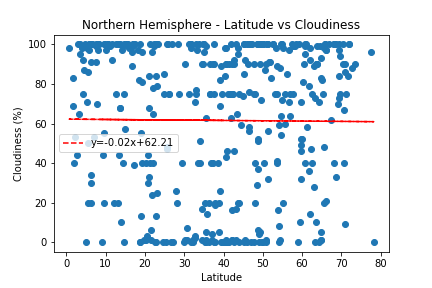 Northern Hemisphere - Latitude vs Cloudiness
100
80
60
40
20
0
Cloudiness (%)
y=-0.02x+62.21
0 10 20 30 40 50 60 70 80
Latitude